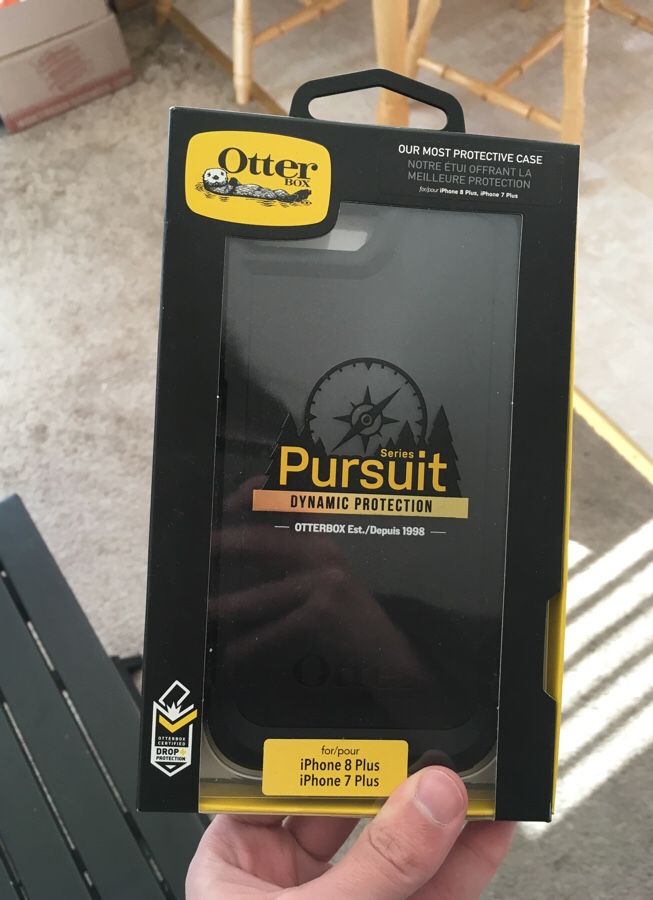 Otter
BOX
OUR MOST PROTECTIVE CASE
NOTRE ÉTUI OFFRANT LA
MEILLEURE PROTECTION
for/pour iPhone 8 Plus, iPhone 7 Plus
Series
Pursuit
DYNAMIC PROTECTION
OTTERBOX Est./Depuis 1998
Otter
OTTERBOX
CERTIFIED
DROP+
PROTECTION
for/pour
iPhone 8 Plus
iPhone 7 Plus